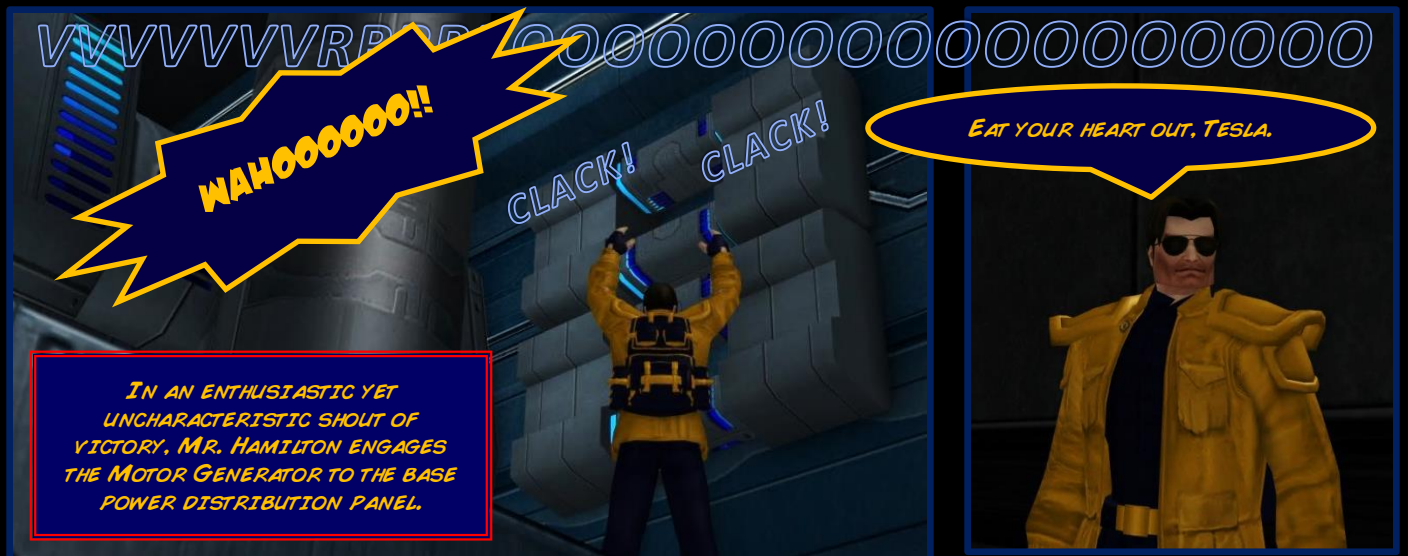 VVVVVVVRRRROOOOOOOOOOOOOOOOOOOO
WAHOOOOOO!!
CLACK!
CLACK!
IN AN ENTHUSIASTIC YET
UNCHARACTERISTIC SHOUT OF
VICTORY, MR. HAMILTON ENGAGES
THE MOTOR GENERATOR TO THE BASE
POWER DISTRIBUTION PANEL.
EAT YOUR HEART OUT, TESLA.